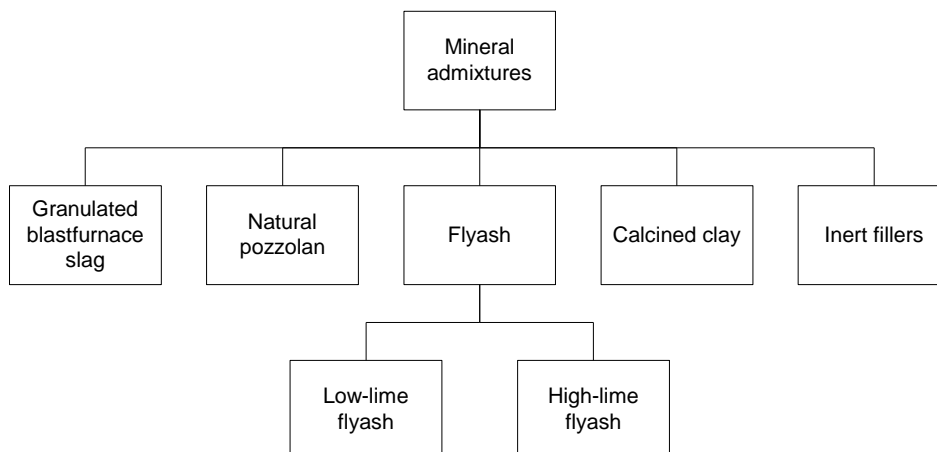 Mineral
admixtures
Granulated
blastfurnace
slag
Natural
pozzolan
Flyash
Calcined clay
Inert fillers
Low-lime
flyash
High-lime
flyash